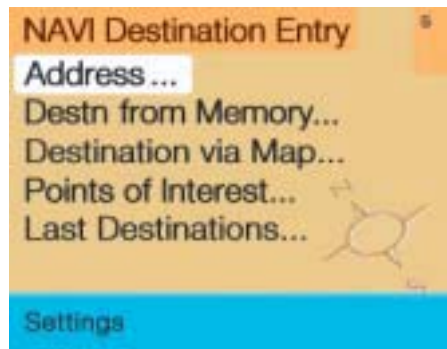 NAVI Destination Entry
Address ...
Destn from Memory...
Destination via Map...
Points of Interest...
Last Destinations...
Settings